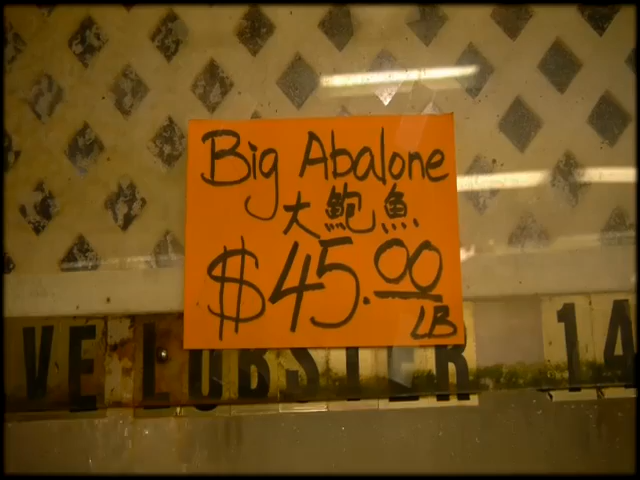 Big Abalone
大鮑魚
$45.00
LB
VE LOBSTER 14